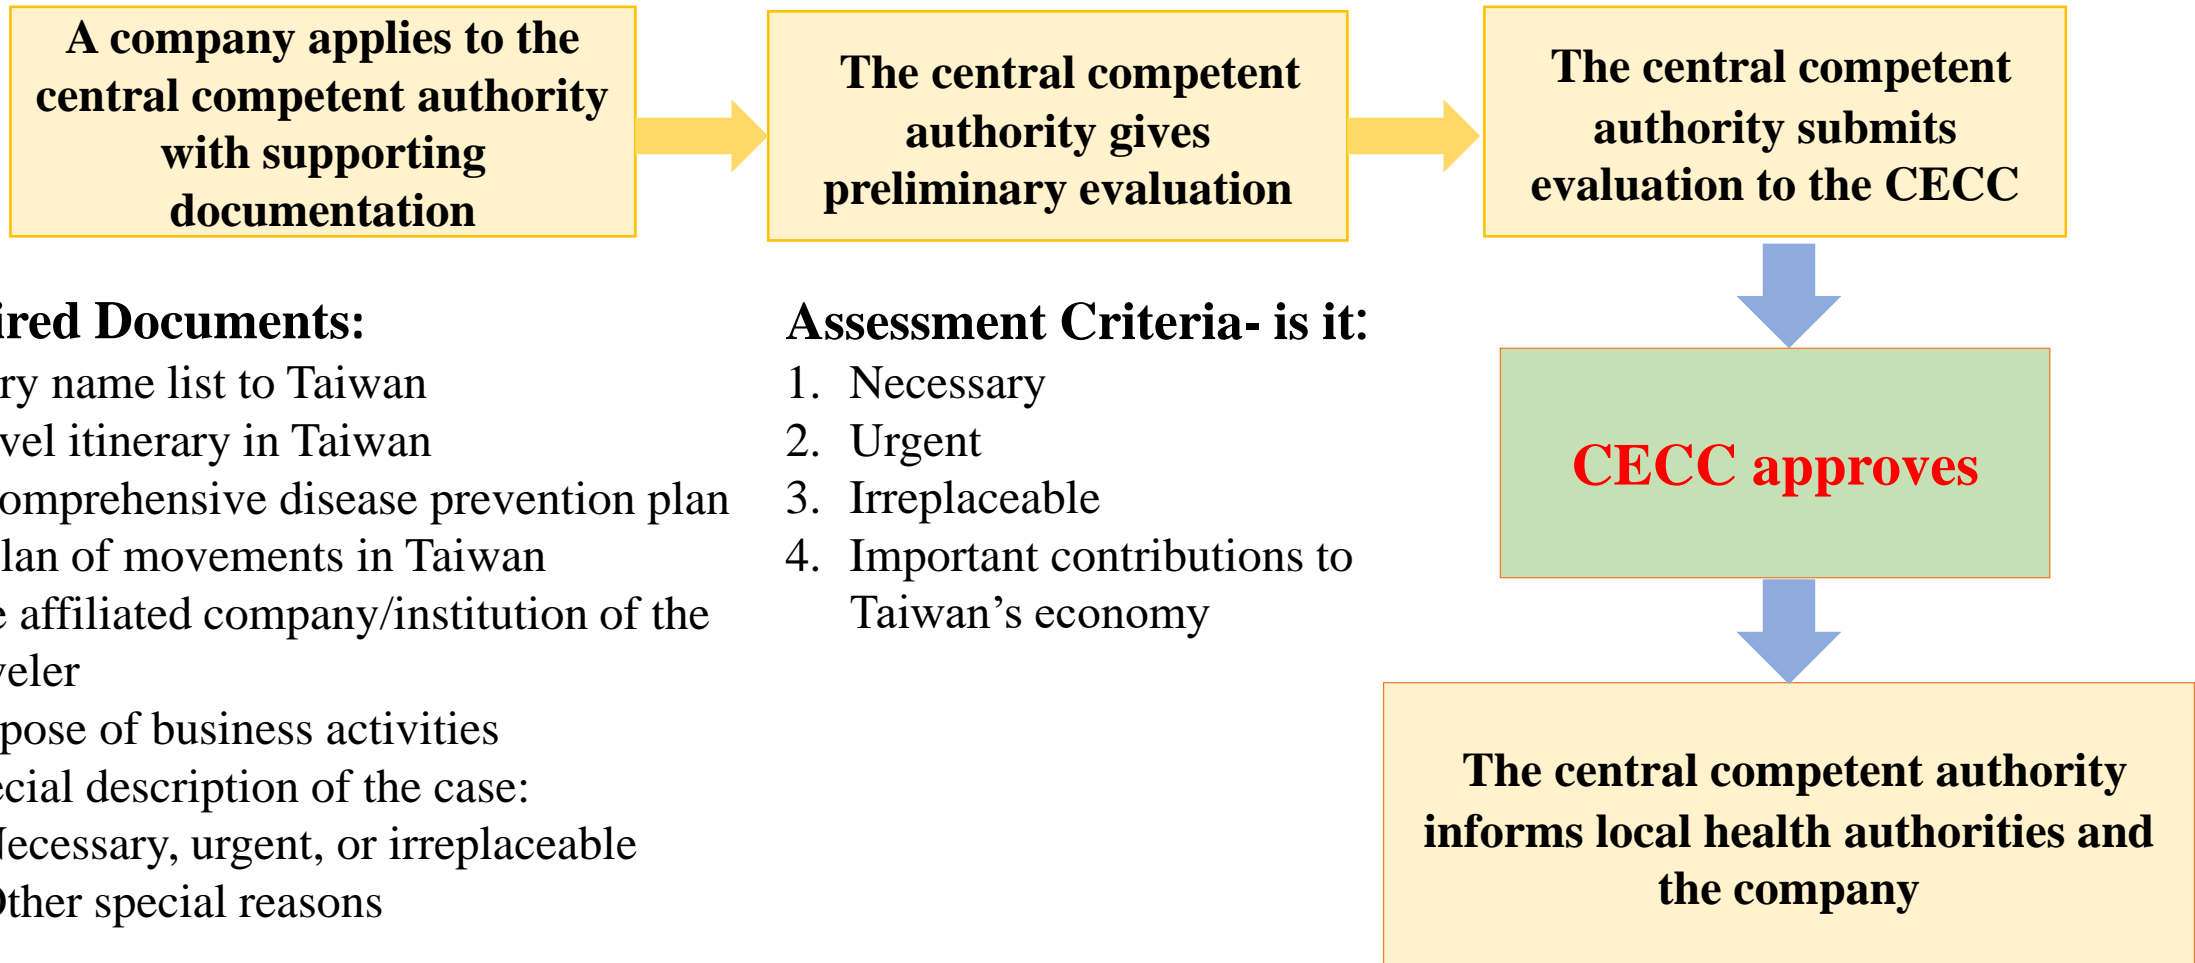 A company applies to the
central competent authority
with supporting
documentation
The central competent
authority gives
preliminary evaluation
The central competent
authority submits
evaluation to the CECC
ired Documents:
ry name list to Taiwan
vel itinerary in Taiwan
omprehensive disease prevention plan
lan of movements in Taiwan
e affiliated company/institution of the
veler
pose of business activities
ecial description of the case:
Necessary, urgent, or irreplaceable
Other special reasons
Assessment Criteria- is it:
1. Necessary
2. Urgent
3. Irreplaceable
4. Important contributions to
Taiwan’s economy
CECC approves
The central competent authority
informs local health authorities and
the company